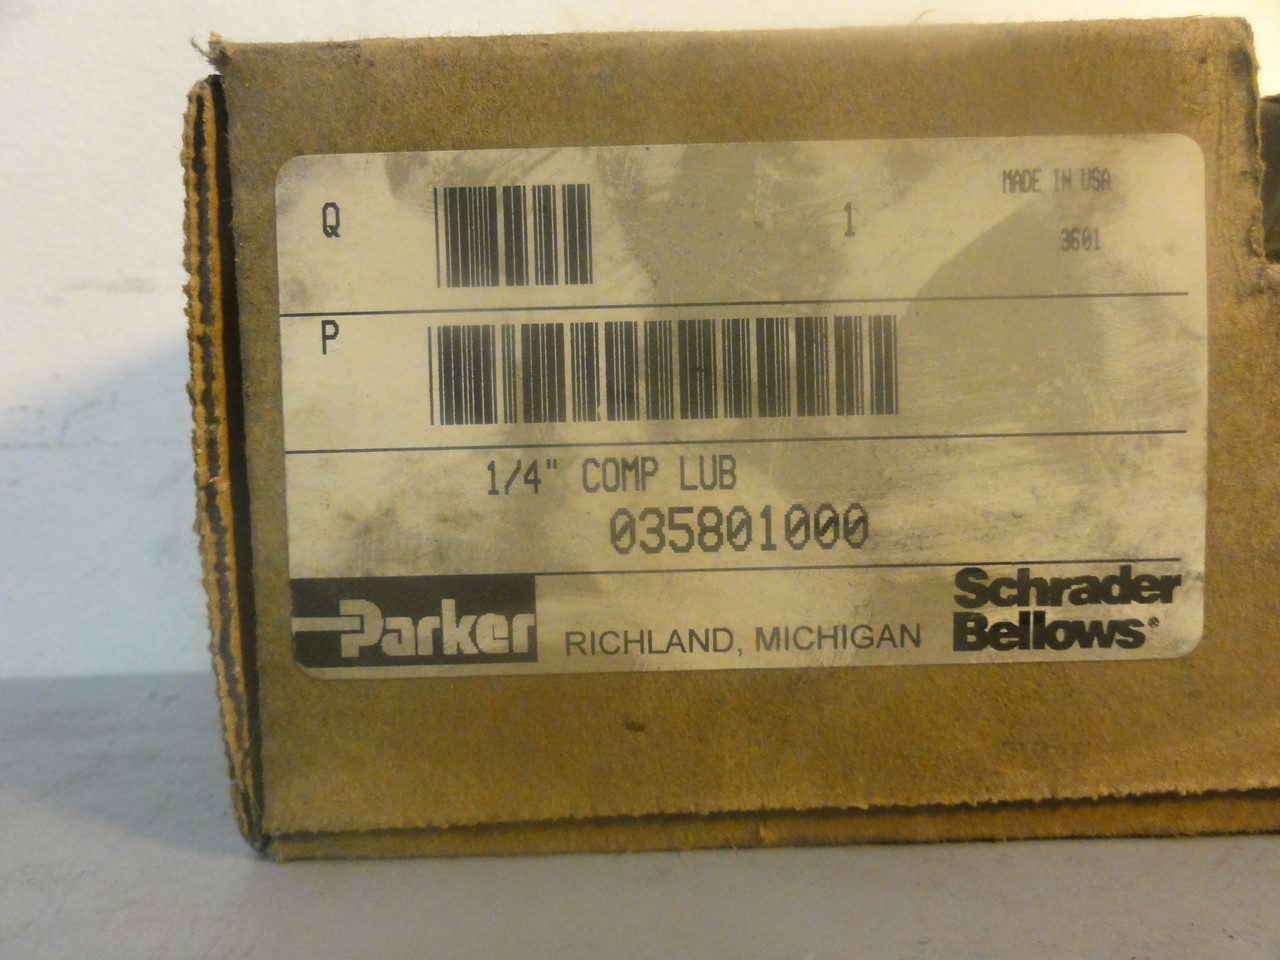 Q 1 MADE IN USA
3601
P
1/4" COMP LUB
035801000
Parker RICHLAND, MICHIGAN Schrader
Bellows®